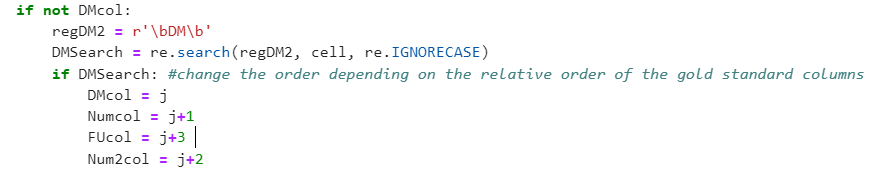 if not DMcol:
regDM2 = r'\bDM\b'
DMSearch = re.search(regDM2, cell, re.IGNORECASE)
if DMSearch: #change the order depending on the relative order of the gold standard columns
DMcol = j
Numcol = j+1
FUcol = j+3
Num2col = j+2